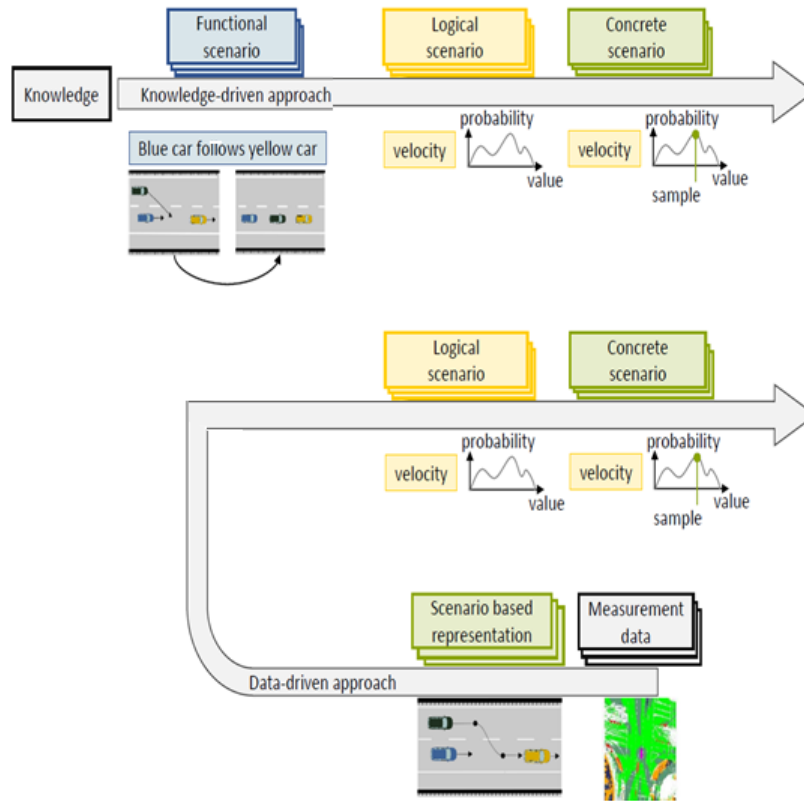 Functional
scenario
Logical
scenario
Concrete
scenario
Knowledge
Knowledge-driven approach
Blue car follows yellow car
velocity
probability
value
velocity
probability
value
sample
Logical
scenario
Concrete
scenario
velocity
probability
value
velocity
probability
value
sample
Scenario based
representation
Measurement
data
Data-driven approach